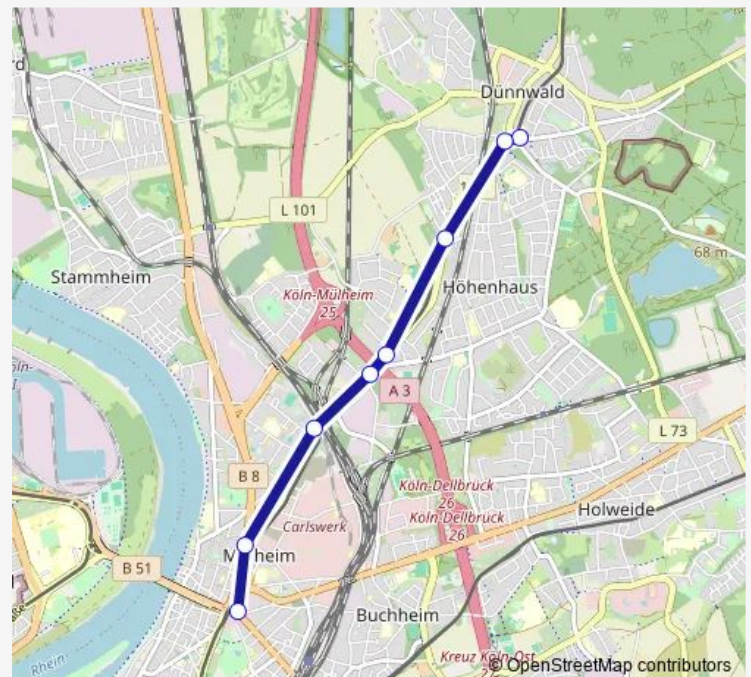 Dünnwald
L 101
68 m
Stammheim
Höhenhaus
Köln-Mülheim
25
A 3
L 73
B 8
Köln-Dellbrück
26
Köln-Dellbrück
26
Holweide
Carlswerk
B 51
Buchheim
Kreuz Köln-Ost
Rhein
© OpenStreetMap contributors